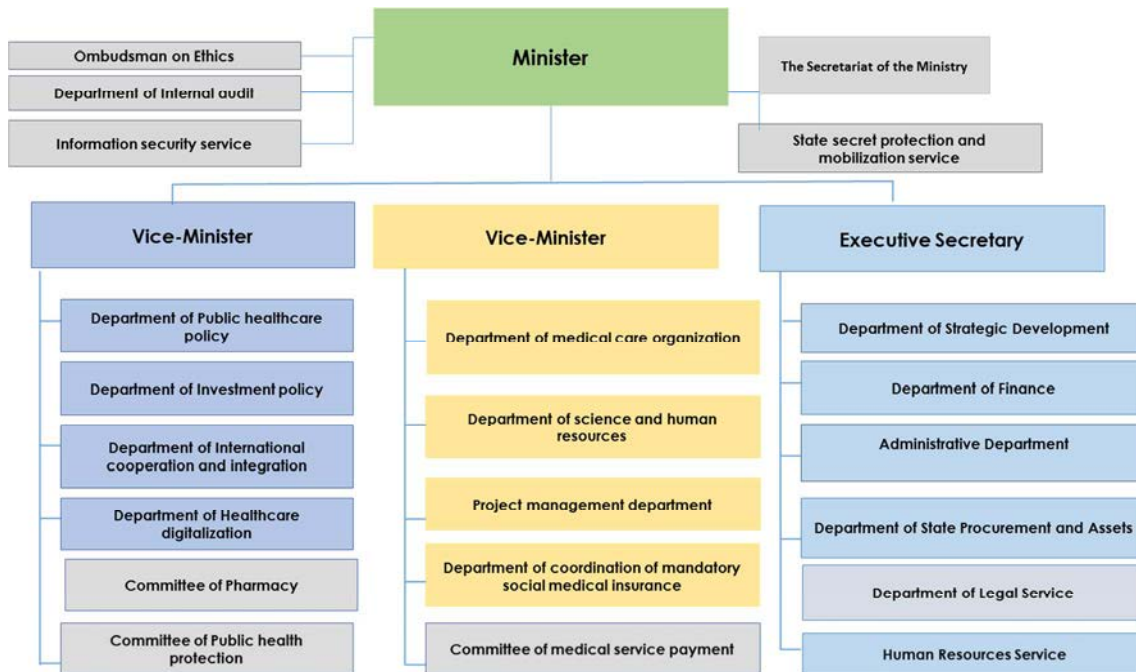 Minister
Ombudsman on Ethics
Department of Internal audit
Information security service
The Secretariat of the Ministry
State secret protection and
mobilization service
Vice-Minister
Department of Public healthcare
policy
Department of Investment policy
Department of International
cooperation and integration
Department of Healthcare
digitalization
Committee of Pharmacy
Committee of Public health
protection
Vice-Minister
Department of medical care organization
Department of science and human
resources
Project management department
Department of coordination of mandatory
social medical insurance
Committee of medical service payment
Executive Secretary
Department of Strategic Development
Department of Finance
Administrative Department
Department of State Procurement and Assets
Department of Legal Service
Human Resources Service